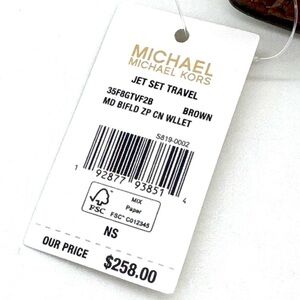 MICHAEL
MICHAEL KORS
JET SET TRAVEL
35F8GTVF2B BROWN
MD BIFLD ZP CN WLLET
S819-0002
1 92877 93851 4
FSC
MIX
Paper
FSC® C012345
NS
OUR PRICE $258.00